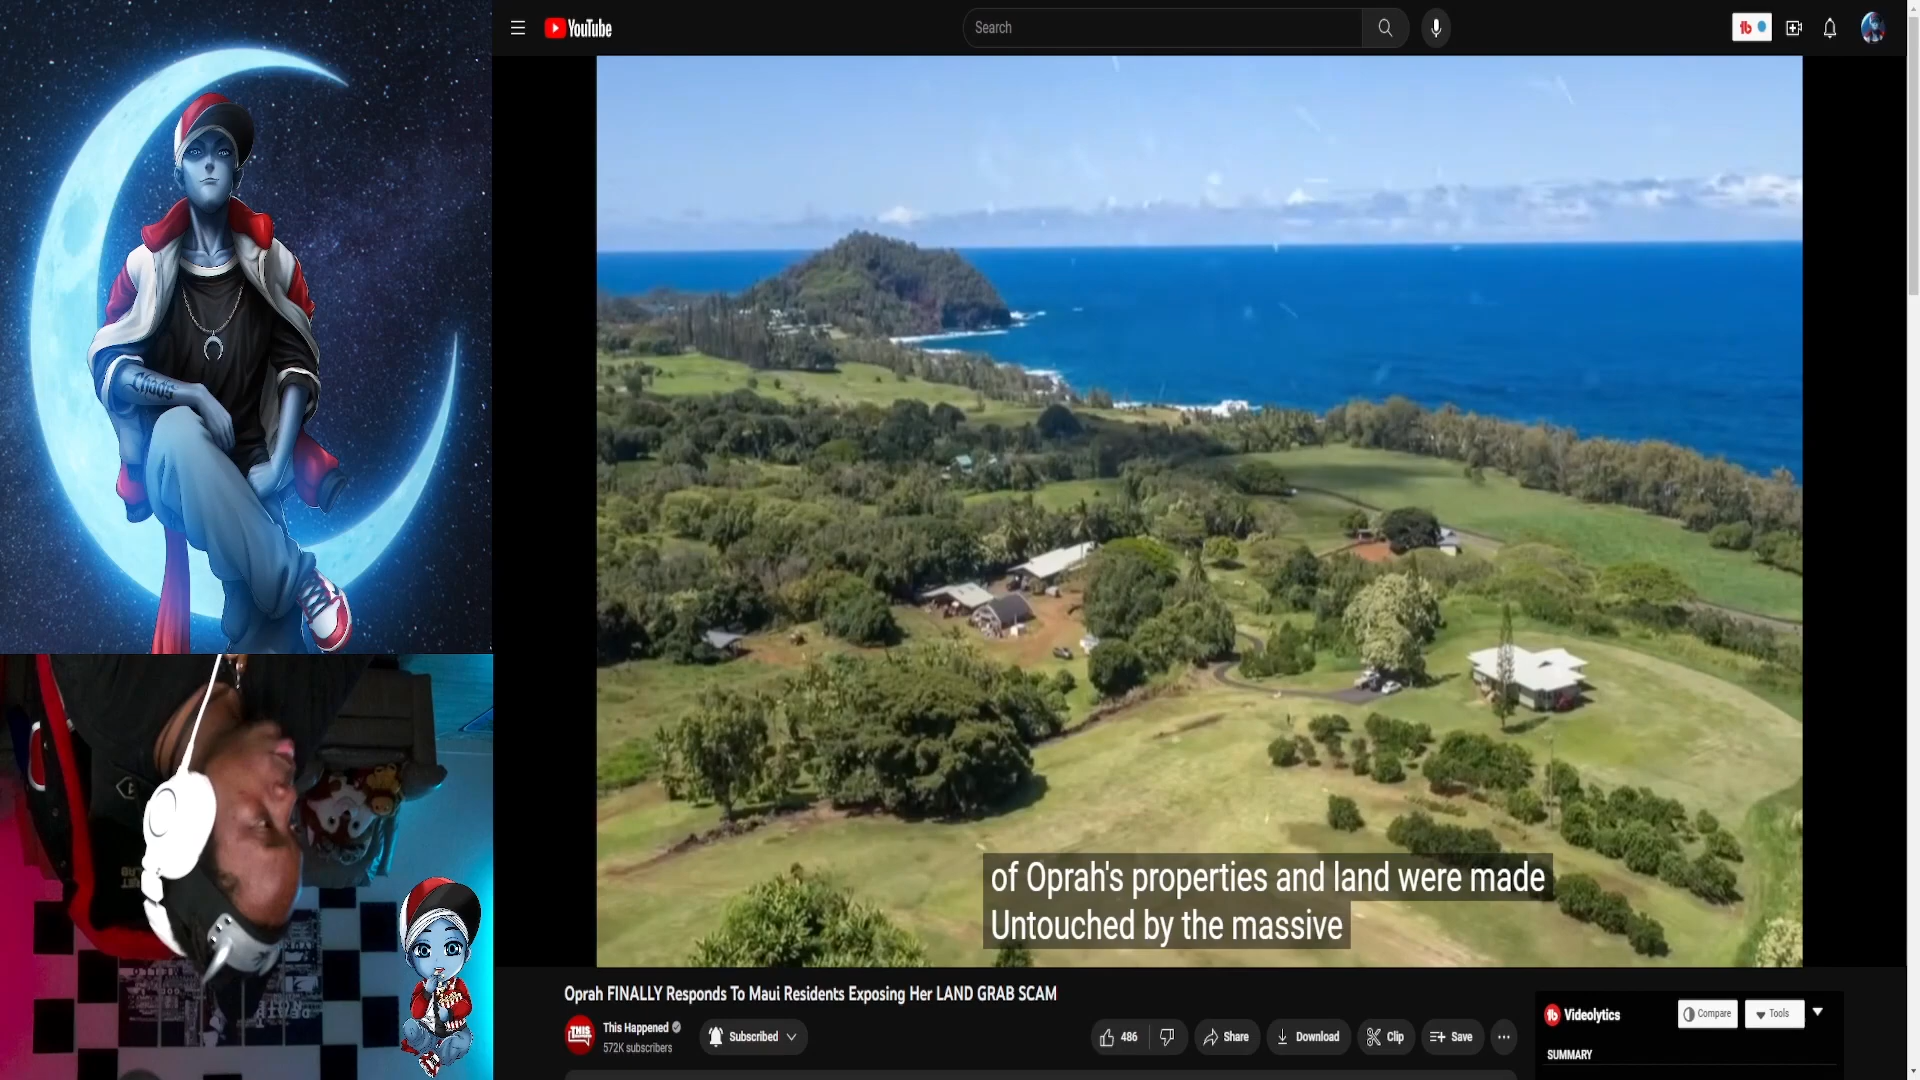 YouTube
Search
Chaos
of Oprah's properties and land were made
Untouched by the massive
Oprah FINALLY Responds To Maui Residents Exposing Her LAND GRAB SCAM
THIS
This Happened
572K subscribers
Subscribed
486
Share
Download
Clip
Save
Videolytics
Compare
Tools
SUMMARY